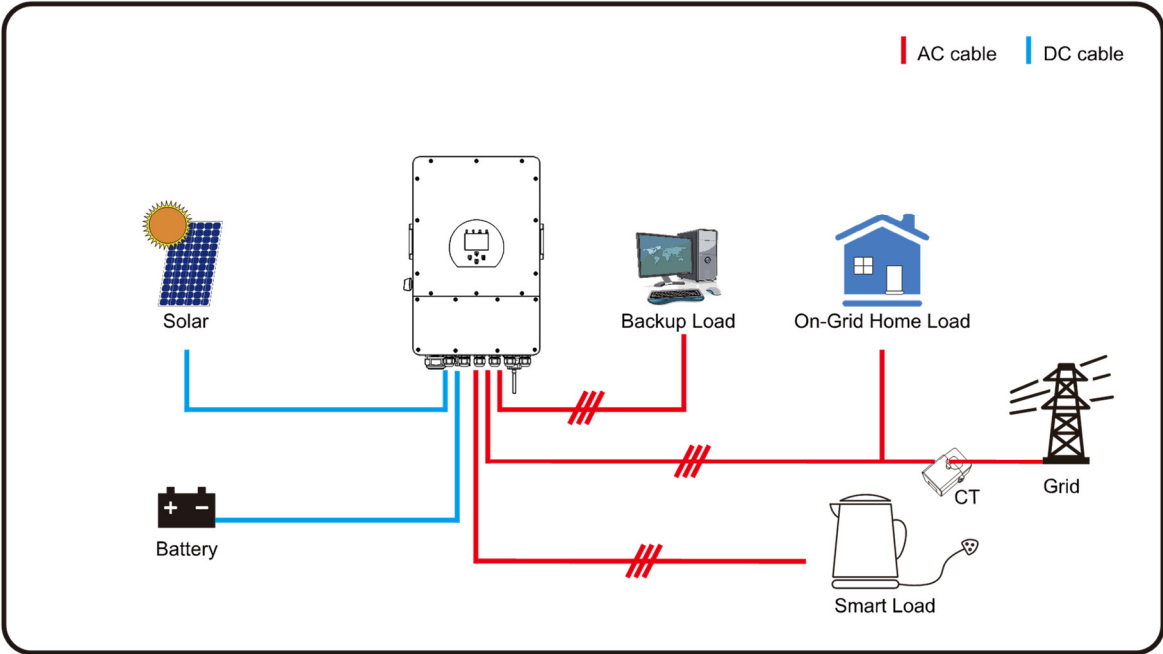 AC cable
DC cable
Solar
Backup Load
On-Grid Home Load
CT
Grid
+ −
Battery
Smart Load